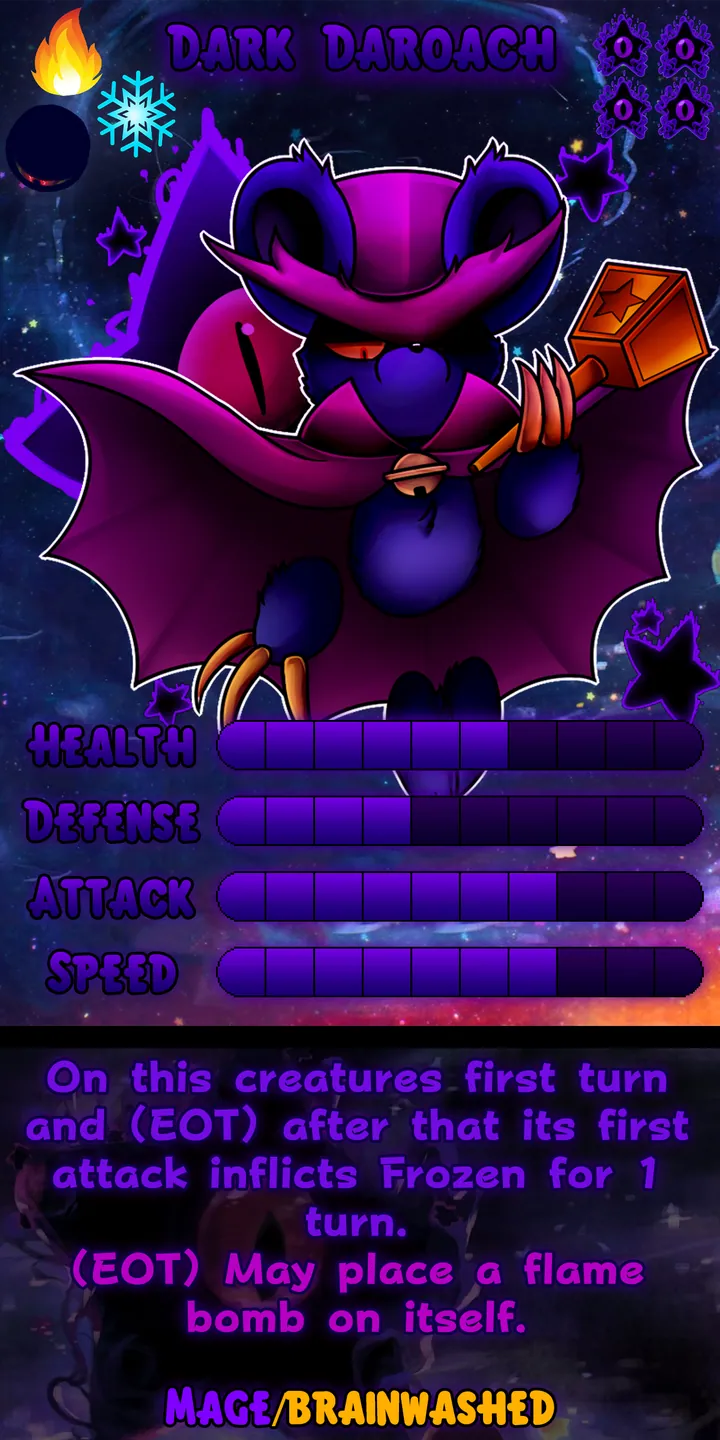 DARK DAROACH
HEALTH
DEFENSE
ATTACK
SPEED
On this creatures first turn
and (EOT) after that its first
attack inflicts Frozen for 1
turn.
(EOT) May place a flame
bomb on itself.
MAGE/BRAINWASHED